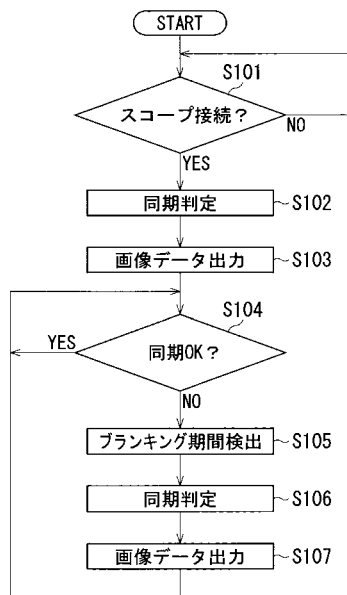 START
S101
スコープ接続？
NO
YES
同期判定
S102
画像データ出力
S103
S104
YES
同期OK？
NO
ブランキング期間検出
S105
同期判定
S106
画像データ出力
S107